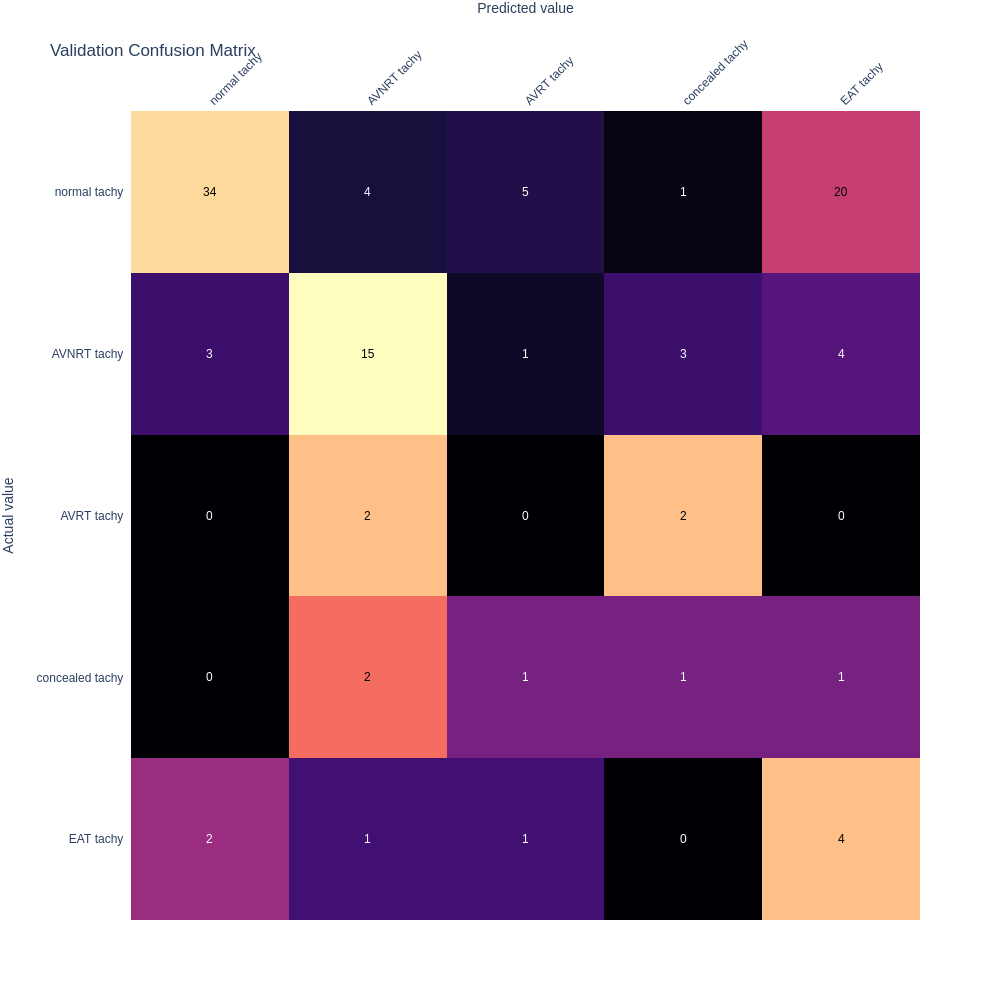 Predicted value
Validation Confusion Matrix
normal tachy
AVNRT tachy
AVRT tachy
concealed tachy
EAT tachy
Actual value
normal tachy 34 4 5 1 20
AVNRT tachy 3 15 1 3 4
AVRT tachy 0 2 0 2 0
concealed tachy 0 2 1 1 1
EAT tachy 2 1 1 0 4